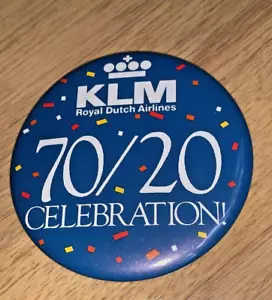 KLM
Royal Dutch Airlines
70/20
CELEBRATION!